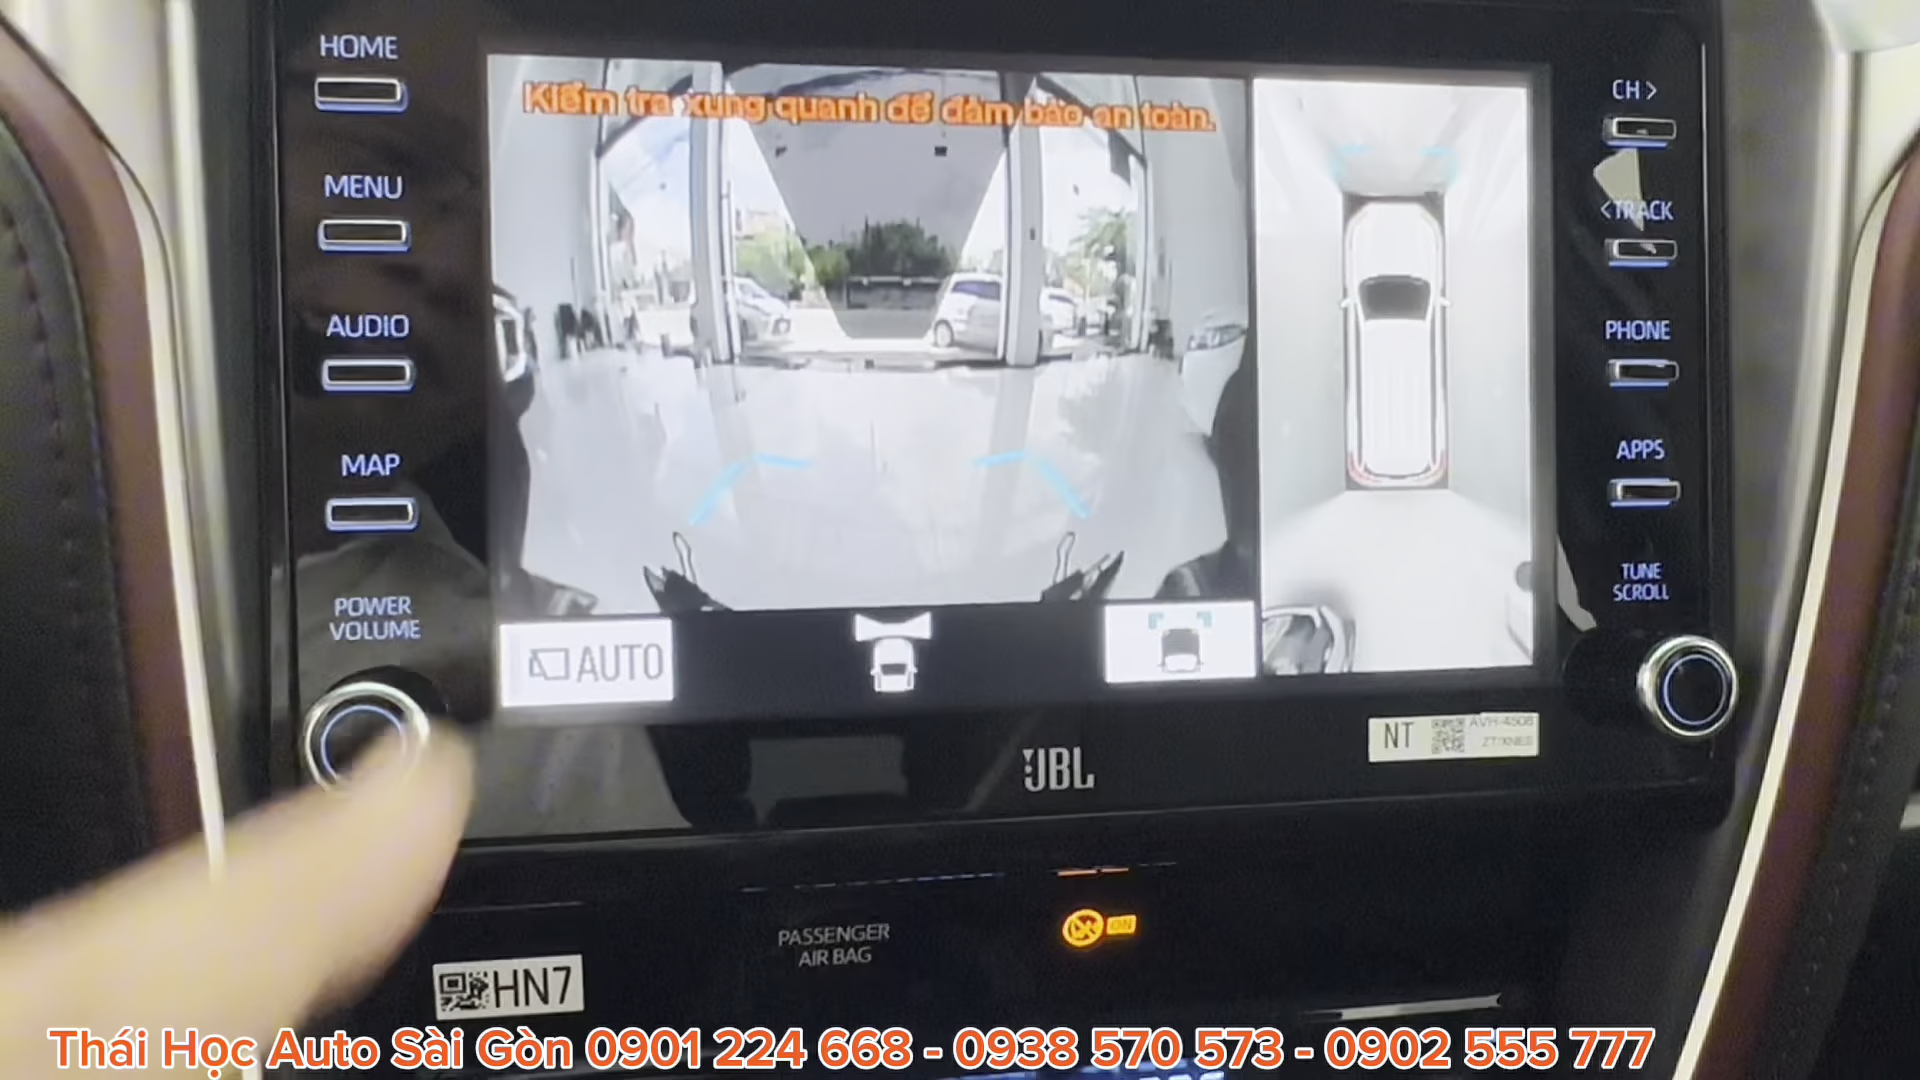 HOME
MENU
AUDIO
MAP
POWER
VOLUME
Kiểm tra xung quanh để đảm bảo an toàn.
AUTO
CH >
<TRACK
PHONE
APPS
TUNE
SCROLL
NT
AVH-4508
JBL
PASSENGER
AIR BAG
ON
HN7
Thái Học Auto Sài Gòn 0901 224 668 - 0938 570 573 - 0902 555 777